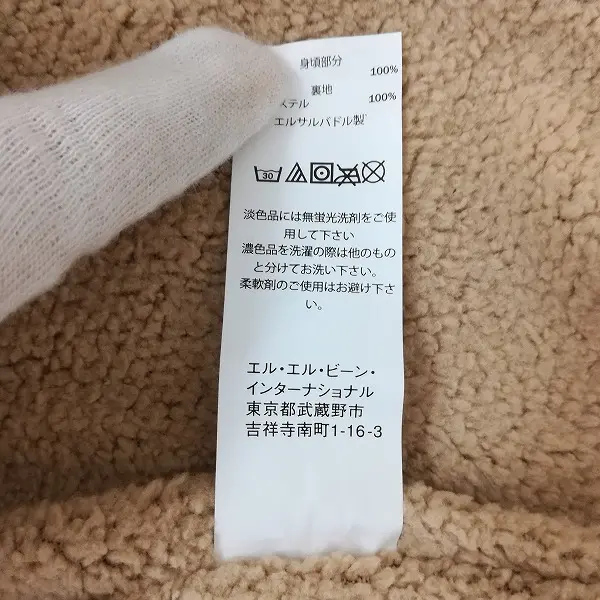 身頃部分
100%
裏地
ステル 100%
エルサルバドル製
30
淡色品には無蛍光洗剤をご使
用して下さい
濃色品を洗濯の際は他のもの
と分けてお洗い下さい。
柔軟剤のご使用はお避け下さ
い。
エル・エル・ビーン・
インターナショナル
東京都武蔵野市
吉祥寺南町1-16-3